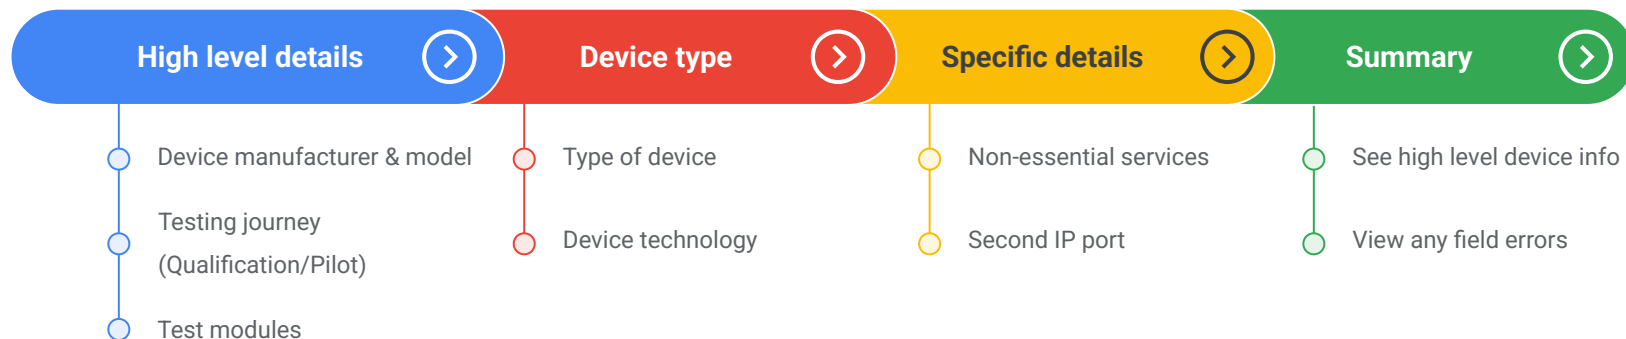 High level details
Device type
Specific details
Summary
Device manufacturer & model
Testing journey
(Qualification/Pilot)
Test modules
Type of device
Device technology
Non-essential services
Second IP port
See high level device info
View any field errors